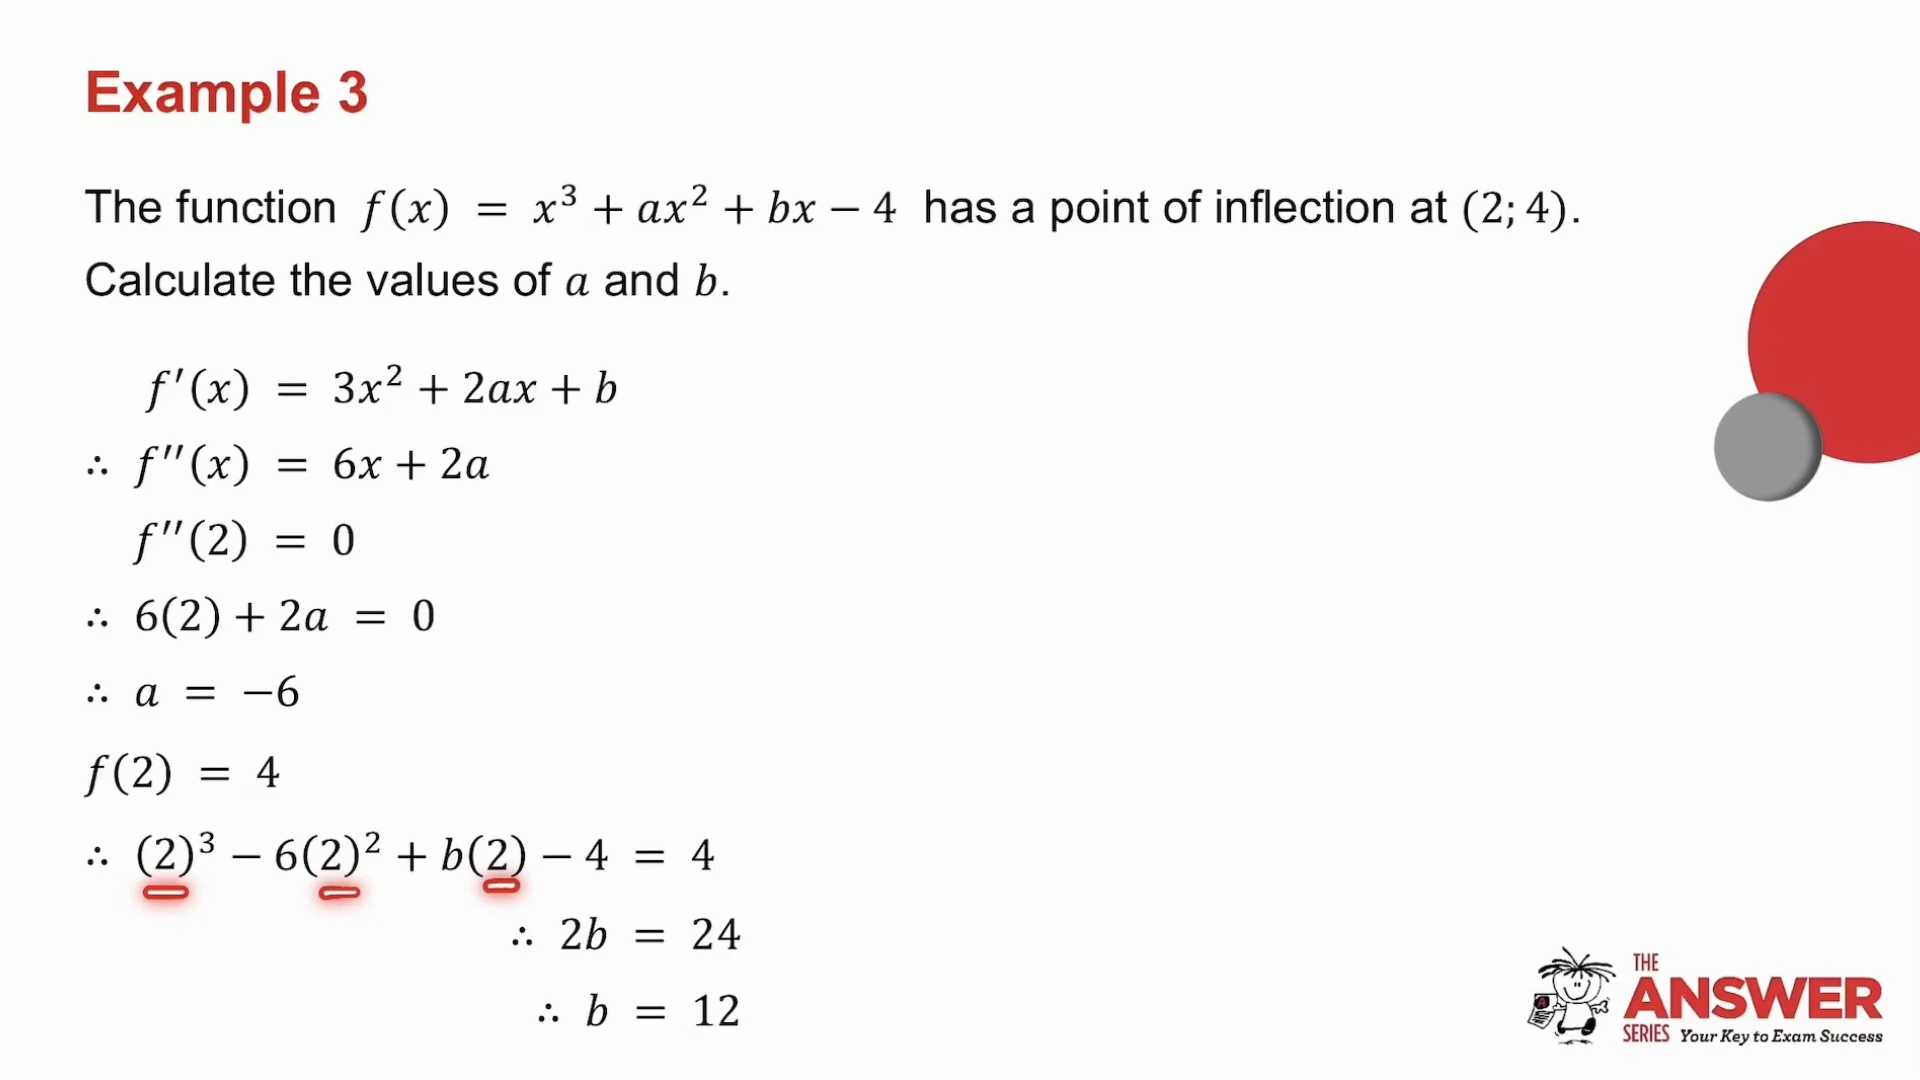 Example 3
The function f(x) = x³ + ax² + bx − 4 has a point of inflection at (2; 4).
Calculate the values of a and b.
f′(x) = 3x² + 2ax + b
∴ f′′(x) = 6x + 2a
f′′(2) = 0
∴ 6(2) + 2a = 0
∴ a = −6
f(2) = 4
∴ (2)³ − 6(2)² + b(2) − 4 = 4
∴ 2b = 24
∴ b = 12
THE
ANSWER
SERIES Your Key to Exam Success